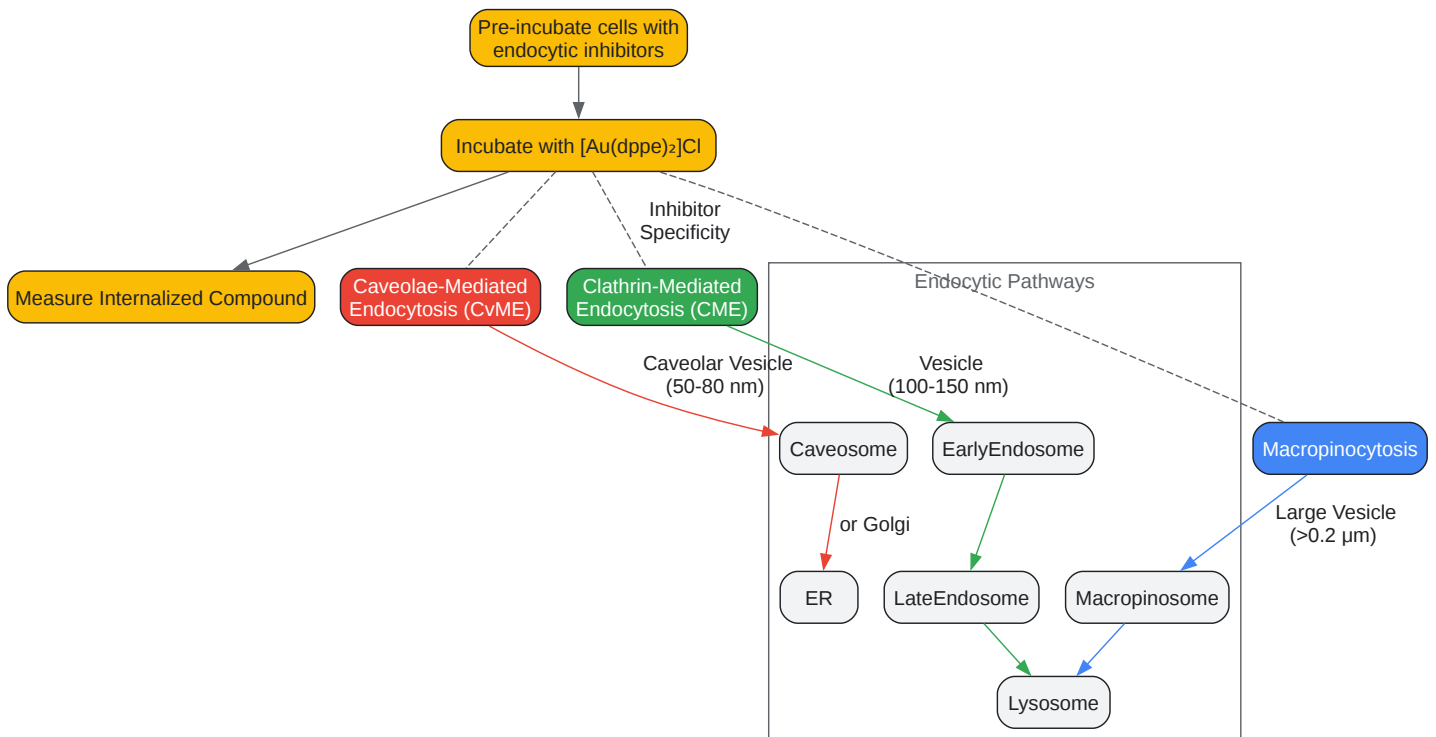 Pre-incubate cells with
endocytic inhibitors
Incubate with [Au(dppe)₂]Cl
Inhibitor
Specificity
Measure Internalized Compound
Caveolae-Mediated
Endocytosis (CvME)
Clathrin-Mediated
Endocytosis (CME)
Endocytic Pathways
Caveolar Vesicle
(50-80 nm)
Vesicle
(100-150 nm)
Caveosome
EarlyEndosome
Macropinocytosis
or Golgi
Large Vesicle
(>0.2 μm)
ER
LateEndosome
Macropinosome
Lysosome